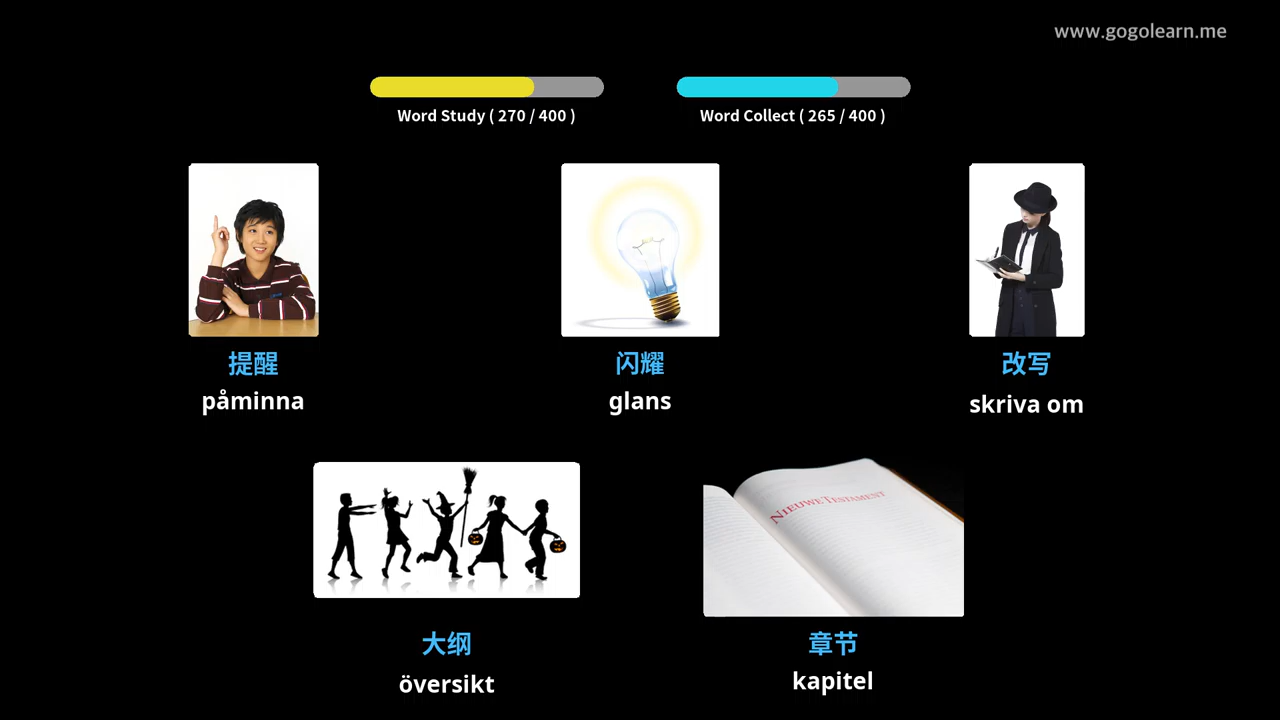 www.gogolearn.me
Word Study ( 270 / 400 )
Word Collect ( 265 / 400 )
提醒
påminna
闪耀
glans
改写
skriva om
NIEUWE TESTAMENT
大纲
översikt
章节
kapitel